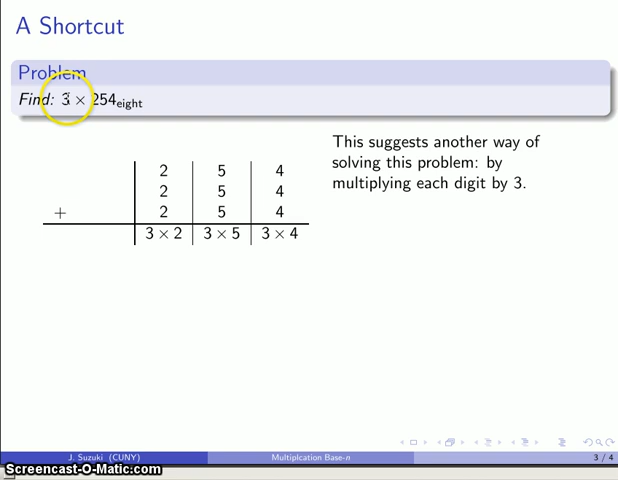 A Shortcut
Problem
Find: 3 × 254eight
This suggests another way of
solving this problem: by
multiplying each digit by 3.
2 5 4
2 5 4
+ 2 5 4
3 × 2 3 × 5 3 × 4
J. Suzuki (CUNY) Multiplcation Base-n 3 / 4
Screencast-O-Matic.com